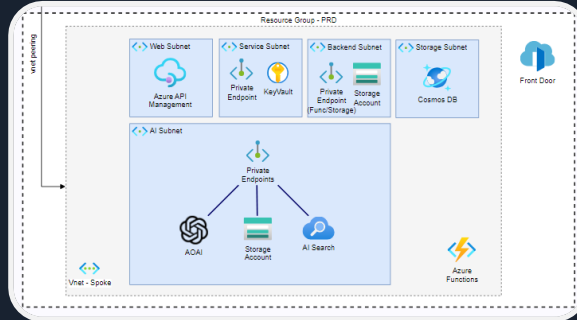 Resource Group - PRD
vnet peering
Web Subnet
Azure API
Management
Service Subnet
Private
Endpoint
KeyVault
Backend Subnet
Private
Endpoint
(Func/Storage)
Storage
Account
Storage Subnet
Cosmos DB
Front Door
AI Subnet
Private
Endpoints
AOAI
Storage
Account
AI Search
Vnet - Spoke
Azure
Functions